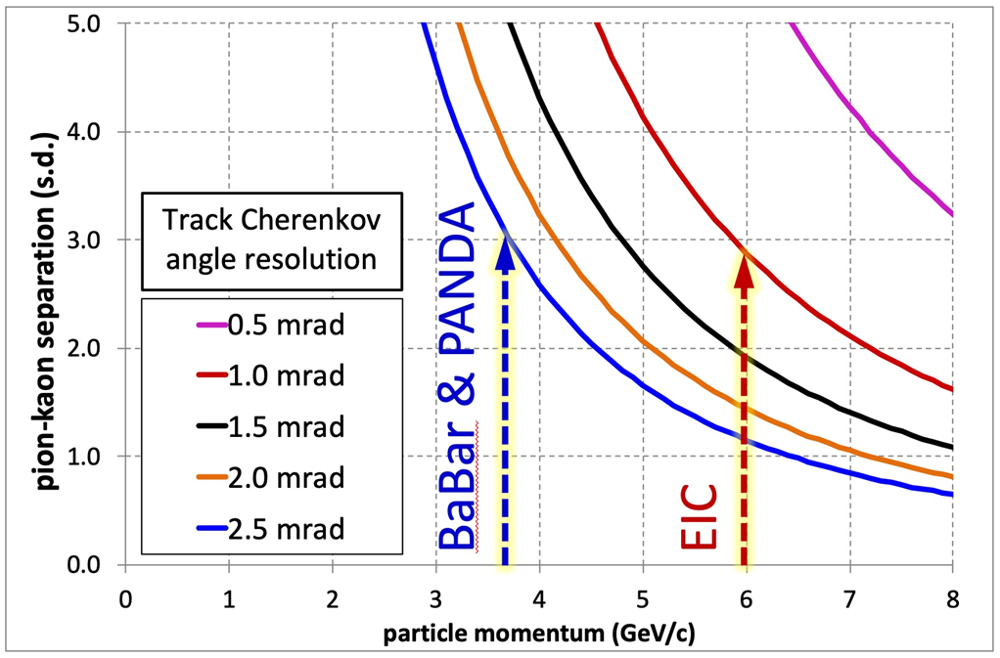 5.0
4.0
3.0
2.0
1.0
0.0
pion-kaon separation (s.d.)
Track Cherenkov
angle resolution
0.5 mrad
1.0 mrad
1.5 mrad
2.0 mrad
2.5 mrad
BaBar & PANDA
EIC
0 1 2 3 4 5 6 7 8
particle momentum (GeV/c)